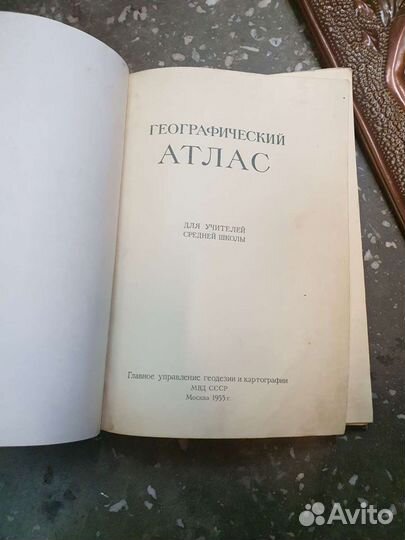 ГЕОГРАФИЧЕСКИЙ
АТЛАС
ДЛЯ УЧИТЕЛЕЙ
СРЕДНЕЙ ШКОЛЫ
Главное управление геодезии и картографии
МВД СССР
Москва 1955 г.
Avito